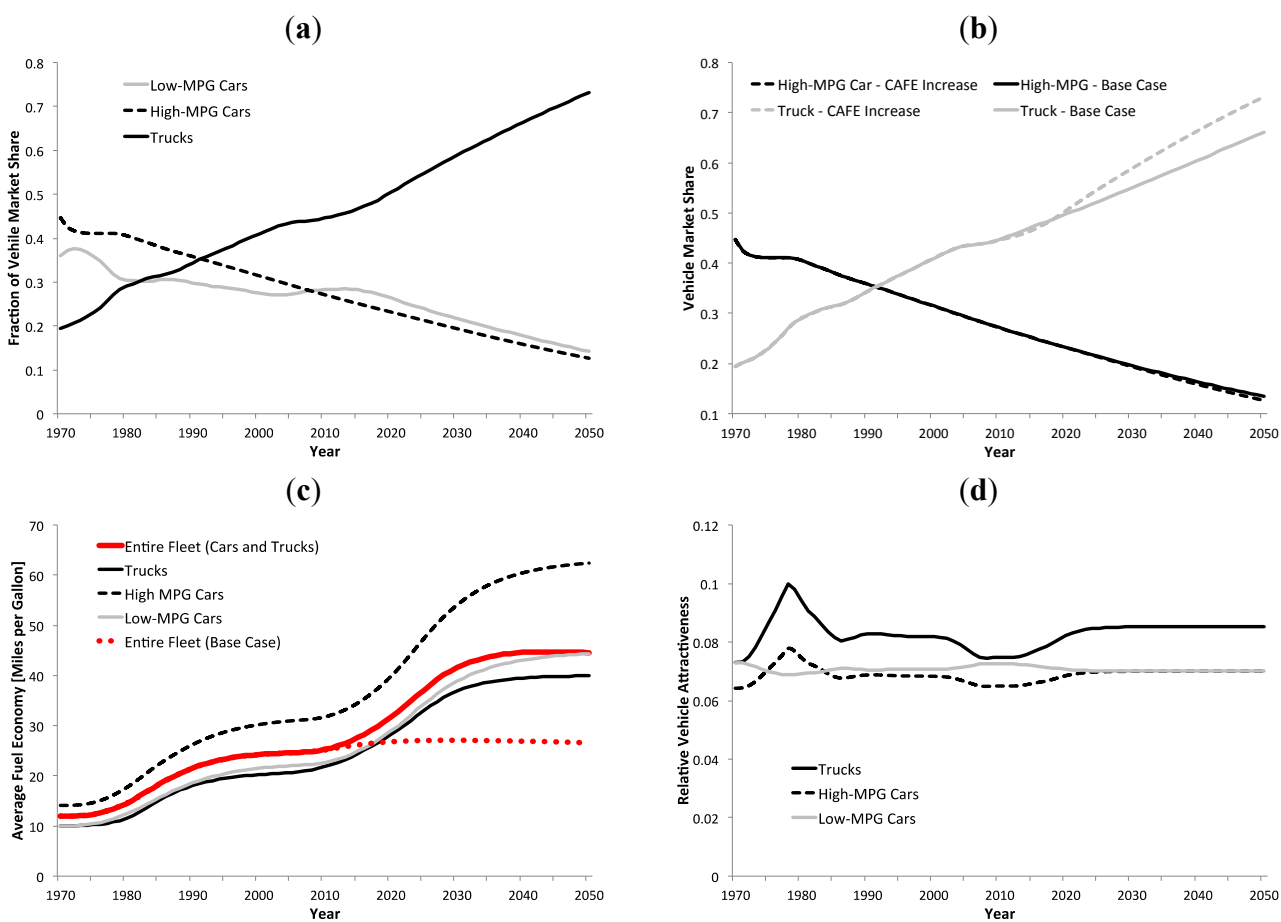 (a)
0.8
0.7
0.6
0.5
0.4
0.3
0.2
0.1
0
Fraction of Vehile Market Share
Low-MPG Cars
High-MPG Cars
Trucks
1970 1980 1990 2000 2010 2020 2030 2040 2050
Year
(b)
0.8
0.7
0.6
0.5
0.4
0.3
0.2
0.1
Vehicle Market Share
High-MPG Car - CAFE Increase High-MPG - Base Case
Truck - CAFE Increase Truck - Base Case
1970 1980 1990 2000 2010 2020 2030 2040 2050
Year
(c)
70
60
50
40
30
20
10
0
Average Fuel Economy [Miles per Gallon]
Entire Fleet (Cars and Trucks)
Trucks
High MPG Cars
Low-MPG Cars
Entire Fleet (Base Case)
1970 1980 1990 2000 2010 2020 2030 2040 2050
Year
(d)
0.12
0.1
0.08
0.06
0.04
0.02
0
Relative Vehicle Attractiveness
Trucks
High-MPG Cars
Low-MPG Cars
1970 1980 1990 2000 2010 2020 2030 2040 2050
Year